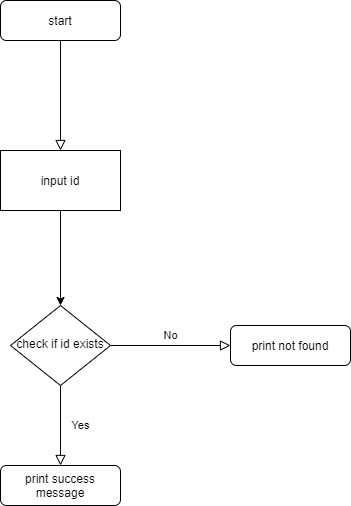 start
input id
check if id exists
No
print not found
Yes
print success
message